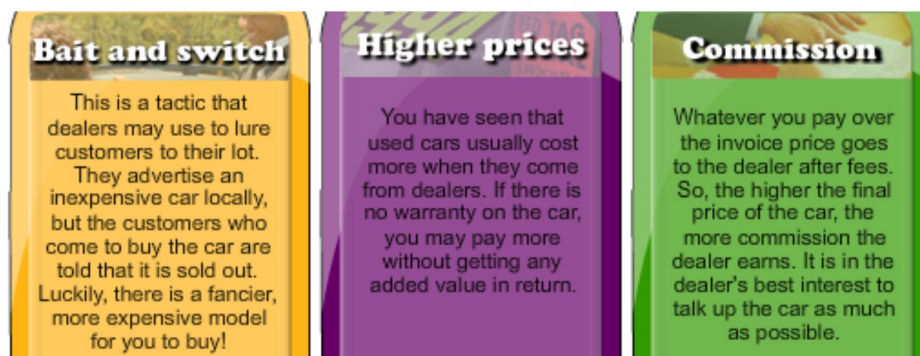 Bait and switch
This is a tactic that
dealers may use to lure
customers to their lot.
They advertise an
inexpensive car locally,
but the customers who
come to buy the car are
told that it is sold out.
Luckily, there is a fancier,
more expensive model
for you to buy!
Higher prices
RED TAG
You have seen that
used cars usually cost
more when they come
from dealers. If there is
no warranty on the car,
you may pay more
without getting any
added value in return.
Commission
Whatever you pay over
the invoice price goes
to the dealer after fees.
So, the higher the final
price of the car, the
more commission the
dealer earns. It is in the
dealer's best interest to
talk up the car as much
as possible.